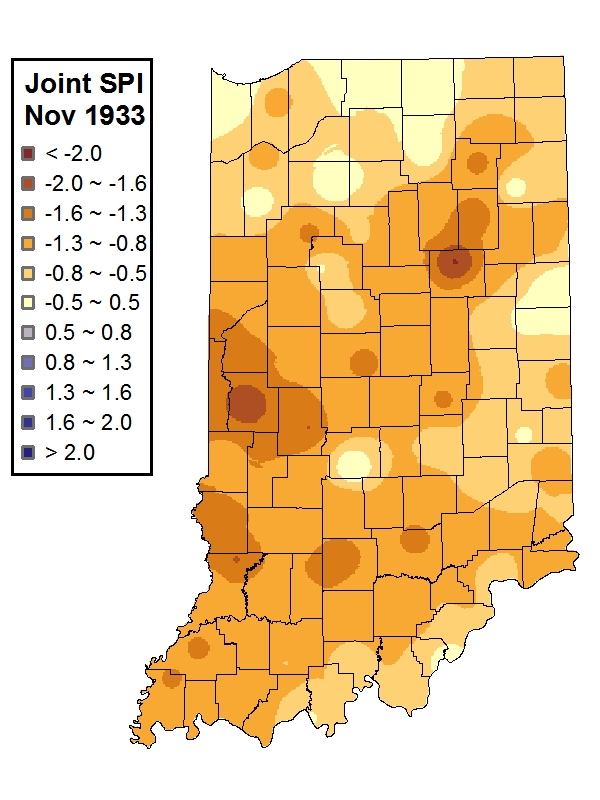 Joint SPI
Nov 1933
< -2.0
-2.0 ~ -1.6
-1.6 ~ -1.3
-1.3 ~ -0.8
-0.8 ~ -0.5
-0.5 ~ 0.5
0.5 ~ 0.8
0.8 ~ 1.3
1.3 ~ 1.6
1.6 ~ 2.0
> 2.0